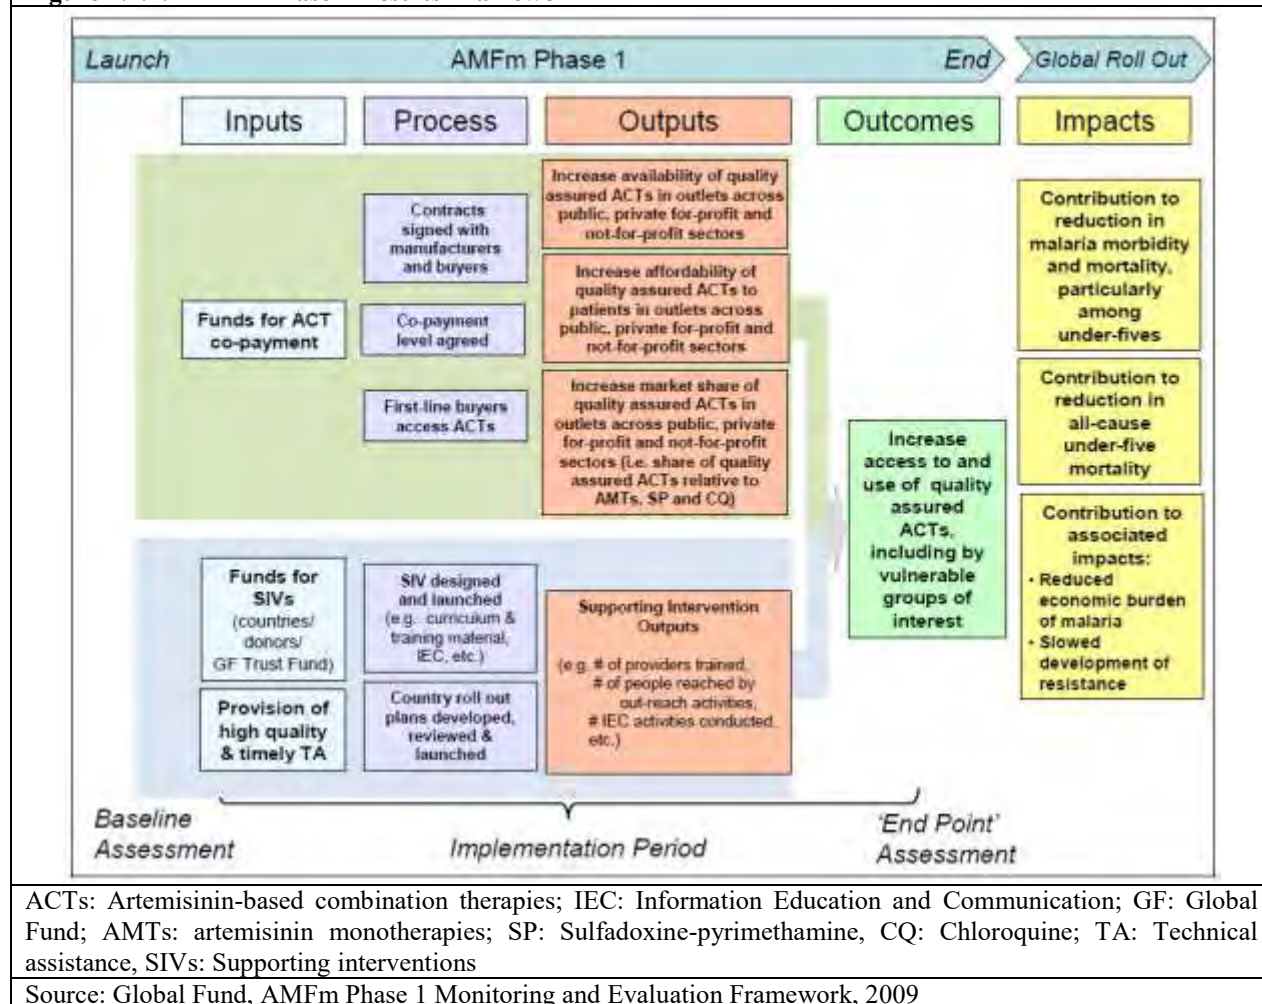 Launch
AMFm Phase 1
End
Global Roll Out
Inputs
Process
Outputs
Outcomes
Impacts
Funds for ACT
co-payment
Contracts
signed with
manufacturers
and buyers
Co-payment
level agreed
First-line buyers
access ACTs
Increase availability of quality
assured ACTs in outlets across
public, private for-profit and
not-for-profit sectors
Increase affordability of
quality assured ACTs to
patients in outlets across
public, private for-profit and
not-for-profit sectors
Increase market share of
quality assured ACTs in
outlets across public, private
for-profit and not-for-profit
sectors (i.e. share of quality
assured ACTs relative to
AMTs, SP and CQ)
Funds for
SIVs
(countries/
donors/
GF Trust Fund)
Provision of
high quality
& timely TA
SIV designed
and launched
(e.g. curriculum &
training material,
IEC, etc.)
Country roll out
plans developed,
reviewed &
launched
Supporting Intervention
Outputs
(e.g. # of providers trained,
# of people reached by
out-reach activities,
# IEC activities conducted
etc.)
Increase
access to and
use of quality
assured
ACTs,
including by
vulnerable
groups of
interest
Contribution to
reduction in
malaria morbidity
and mortality,
particularly
among
under-fives
Contribution to
reduction in
all-cause
under-five
mortality
Contribution to
associated
impacts:
· Reduced
economic burden
of malaria
· Slowed
development of
resistance
Baseline
Assessment
Implementation Period
'End Point'
Assessment
ACTs: Artemisinin-based combination therapies; IEC: Information Education and Communication; GF: Global
Fund; AMTs: artemisinin monotherapies; SP: Sulfadoxine-pyrimethamine, CQ: Chloroquine; TA: Technical
assistance, SIVs: Supporting interventions
Source: Global Fund, AMFm Phase 1 Monitoring and Evaluation Framework, 2009